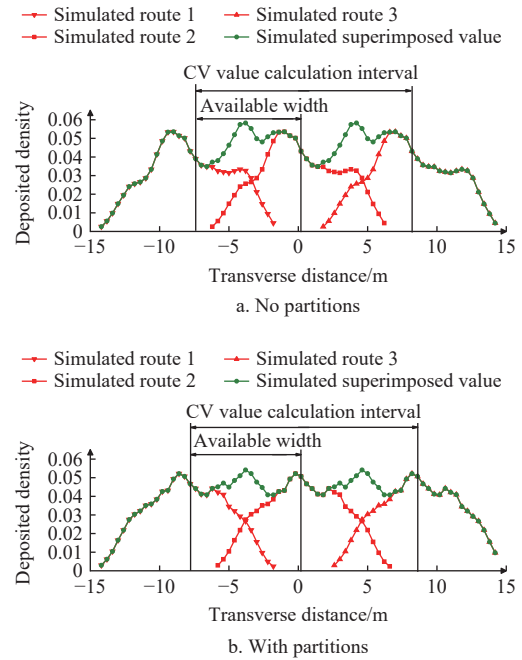 Simulated route 1 Simulated route 3
Simulated route 2 Simulated superimposed value
CV value calculation interval
Available width
0.06
0.05
0.04
0.03
0.02
0.01
0
Deposited density
−15 −10 −5 0 5 10 15
Transverse distance/m
a. No partitions
Simulated route 1 Simulated route 3
Simulated route 2 Simulated superimposed value
CV value calculation interval
Available width
0.06
0.05
0.04
0.03
0.02
0.01
0
Deposited density
−15 −10 −5 0 5 10 15
Transverse distance/m
b. With partitions